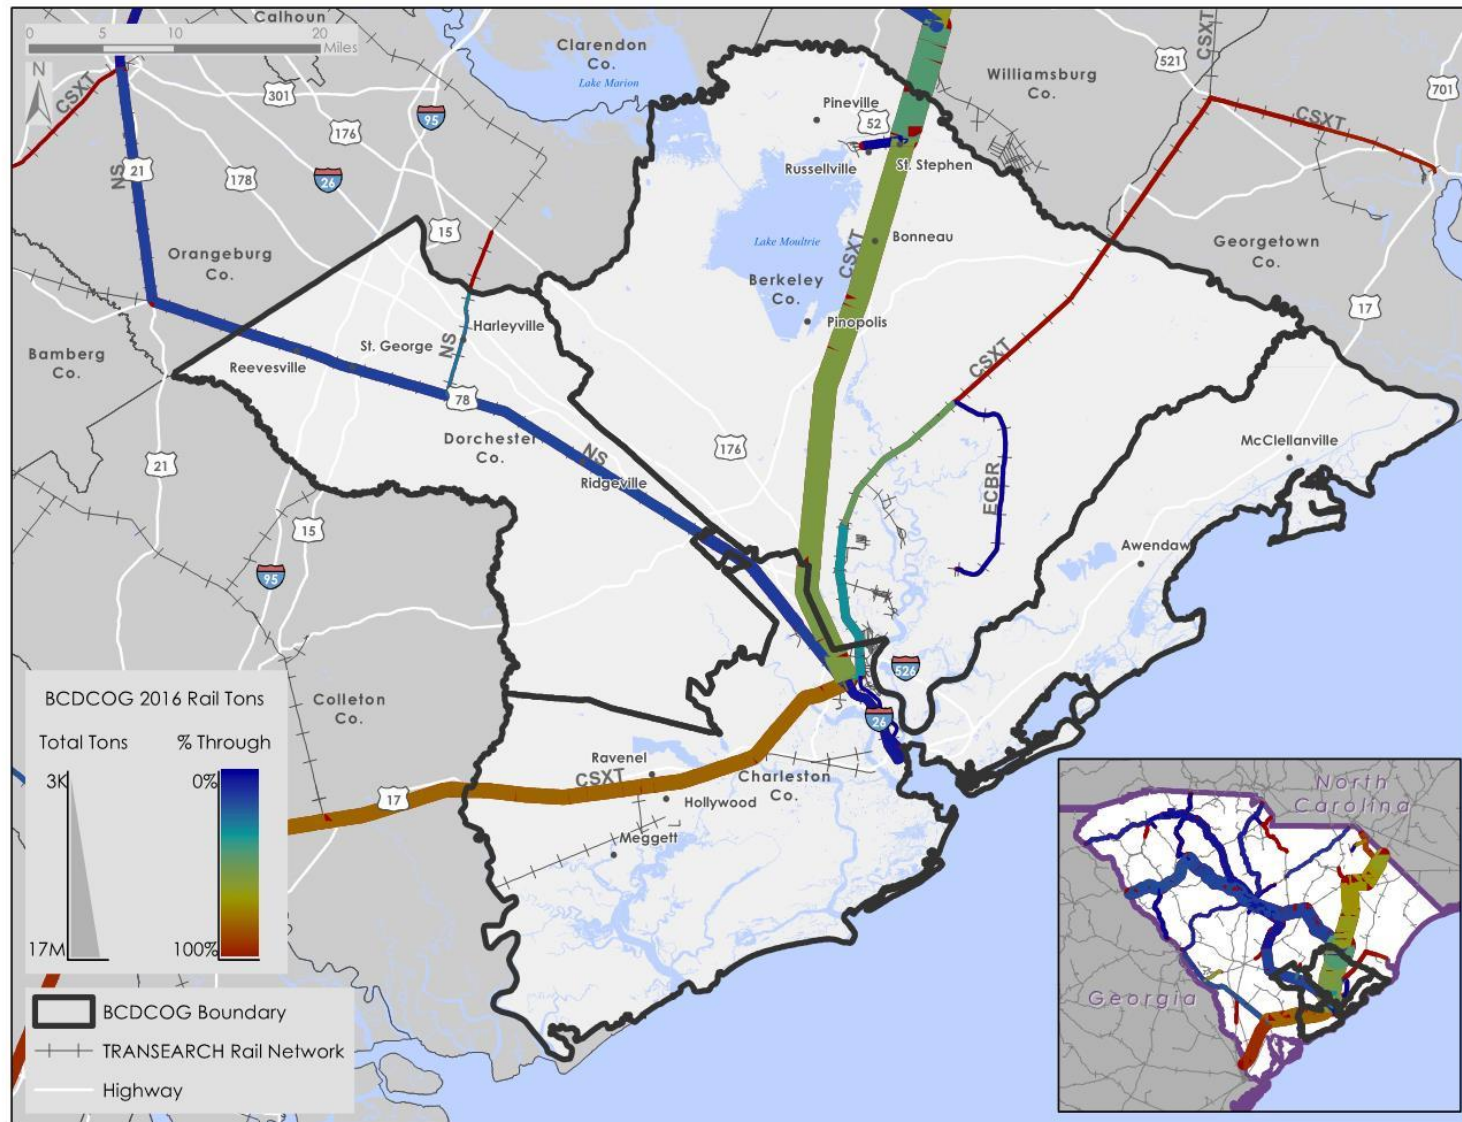 Calhoun
Co.
0 5 10 20
Miles
N
Clarendon
Co.
Lake Marion
Williamsburg
Co.
CSXT
521
701
CSXT
301
176
95
CSXT
Pineville
52
Russellville
St. Stephen
NS
21
178
26
15
Orangeburg
Co.
Lake Moultrie
Bonneau
CSXT
Berkeley
Co.
Pinopolis
Georgetown
Co.
17
Bamberg
Co.
Harleyville
NS
St. George
Reevesville
78
CSXT
Dorchester
Co.
NS
Ridgeville
176
McClellanville
21
15
ECBR
Awendaw
95
526
26
Colleton
Co.
Ravenel
CSXT
Charleston
Co.
17
Hollywood
Meggett
BCDCOG 2016 Rail Tons
Total Tons % Through
3K 0%
17M 100%
BCDCOG Boundary
TRANSEARCH Rail Network
Highway
North
Carolina
Georgia